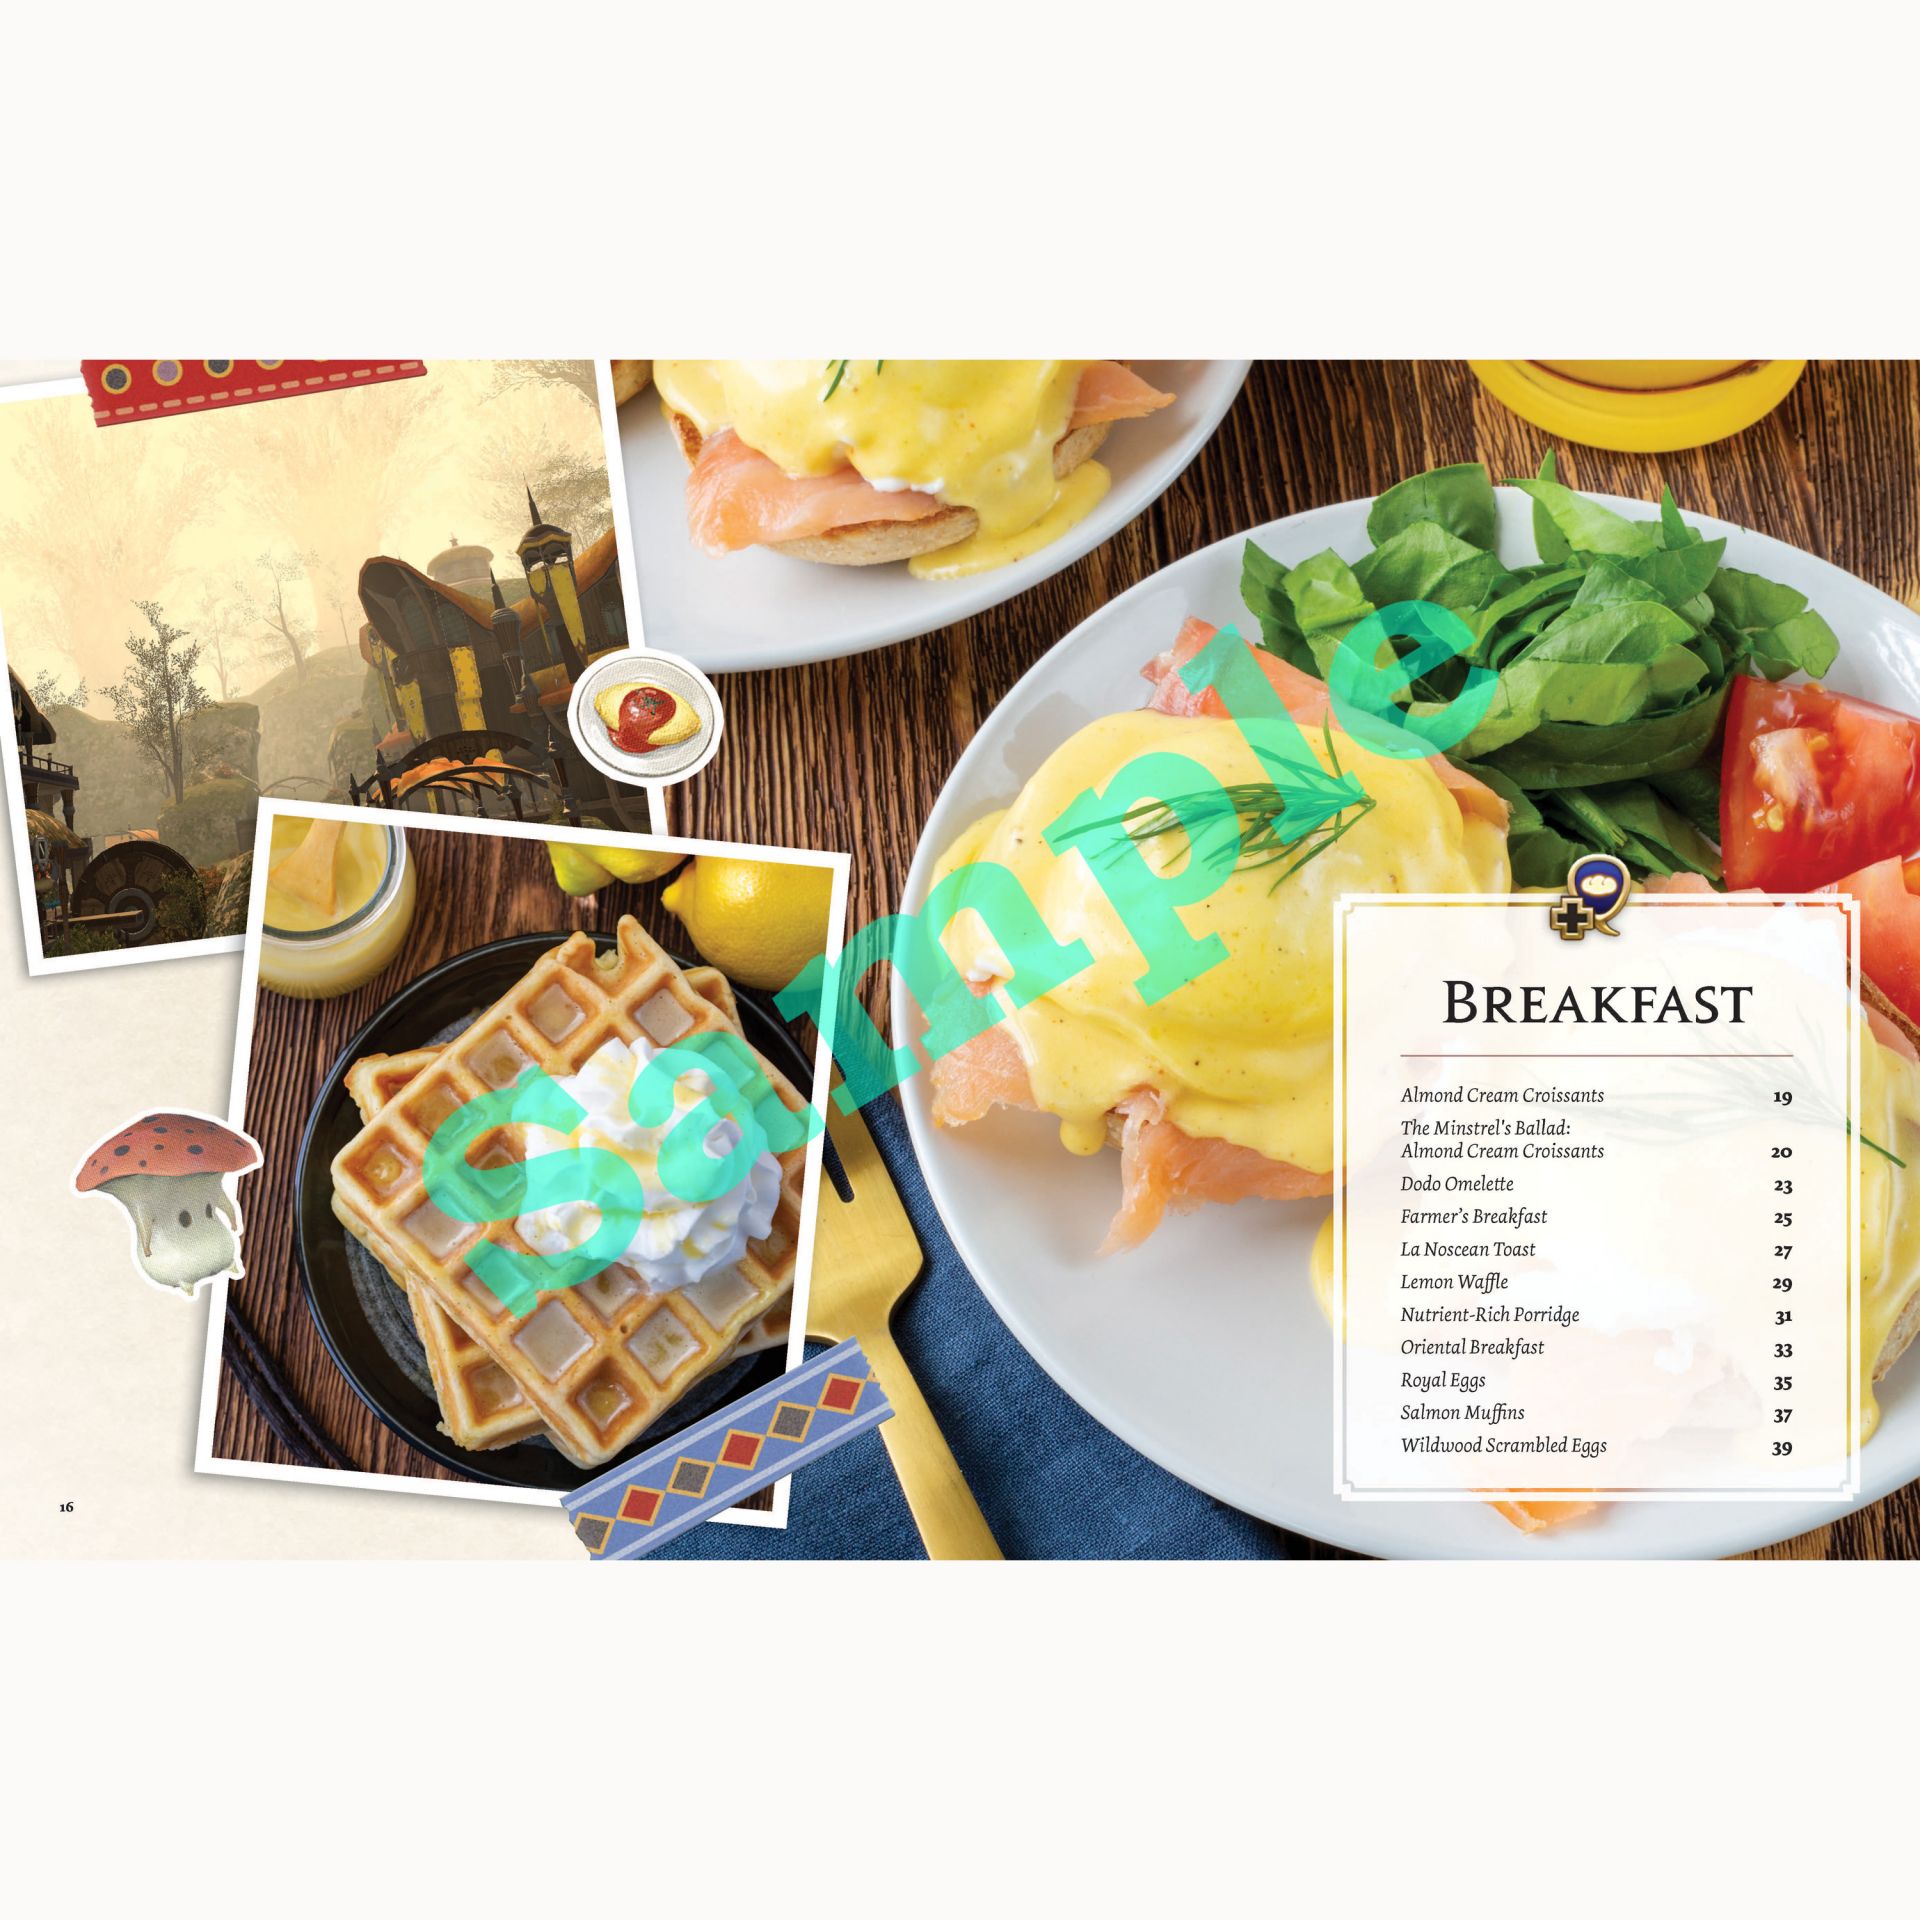 Sample
BREAKFAST
Almond Cream Croissants 19
The Minstrel's Ballad:
Almond Cream Croissants 20
Dodo Omelette 23
Farmer’s Breakfast 25
La Noscean Toast 27
Lemon Waffle 29
Nutrient-Rich Porridge 31
Oriental Breakfast 33
Royal Eggs 35
Salmon Muffins 37
Wildwood Scrambled Eggs 39
16